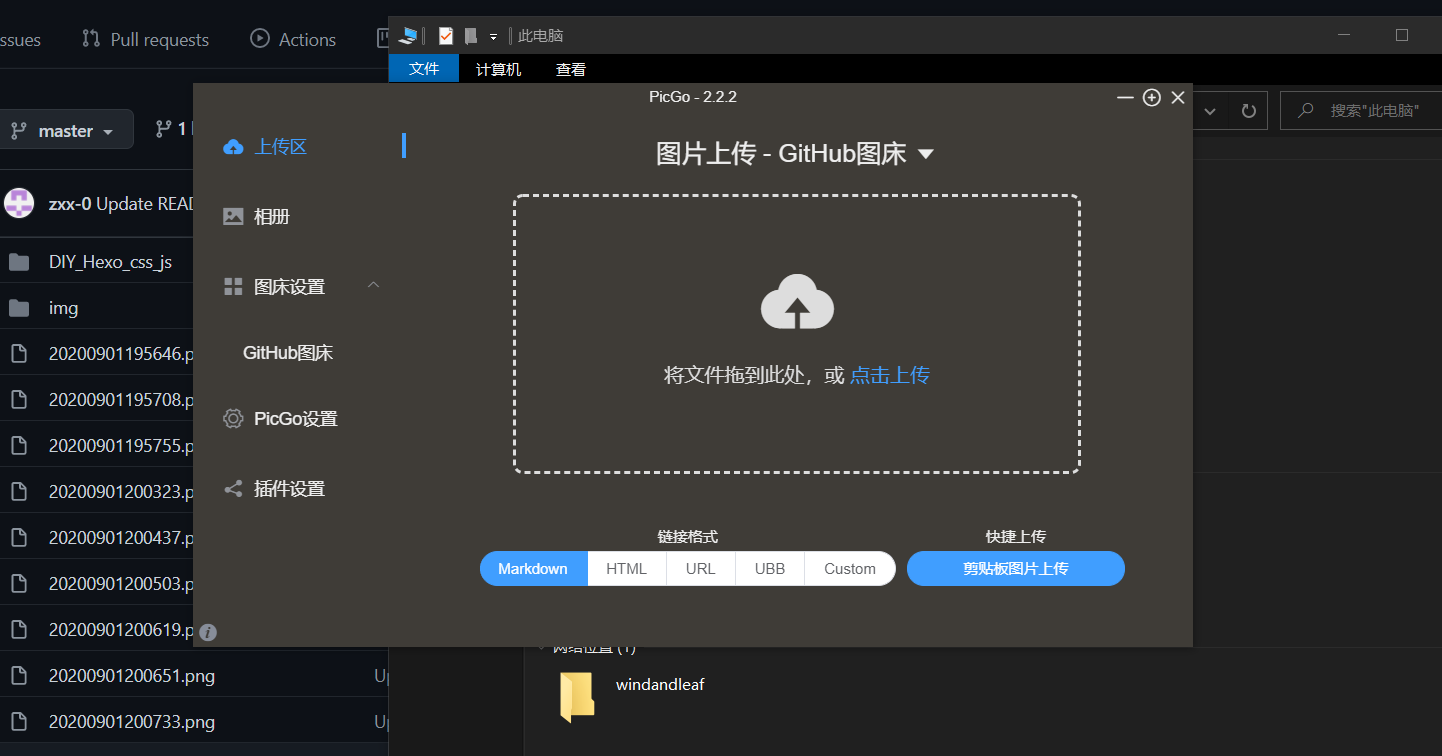 ssues Pull requests Actions
此电脑
文件 计算机 查看
搜索"此电脑"
master
1
zxx-0 Update READ
DIY_Hexo_css_js
img
20200901195646.p
20200901195708.p
20200901195755.p
20200901200323.p
20200901200437.p
20200901200503.p
20200901200619.p
20200901200651.png Up
20200901200733.png Up
PicGo - 2.2.2
上传区
相册
图床设置
GitHub图床
PicGo设置
插件设置
图片上传 - GitHub图床
将文件拖到此处，或 点击上传
链接格式 快捷上传
Markdown HTML URL UBB Custom 剪贴板图片上传
网络位置 (1)
windandleaf